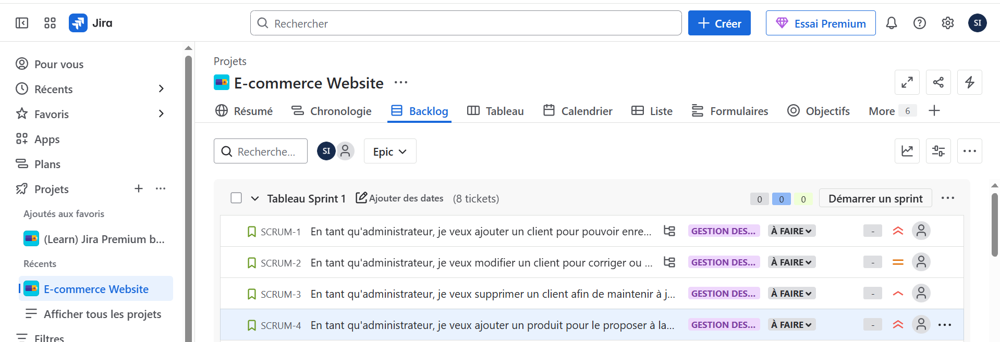 Jira
Rechercher
Créer
Essai Premium
SI
Pour vous
Récents
Favoris
Apps
Plans
Projets
Ajoutés aux favoris
(Learn) Jira Premium b...
Récents
E-commerce Website
Afficher tous les projets
Filtres
Projets
E-commerce Website
Résumé Chronologie Backlog Tableau Calendrier Liste Formulaires Objectifs More 6
Recherche... SI Epic
Tableau Sprint 1 Ajouter des dates (8 tickets) 0 0 0 Démarrer un sprint
SCRUM-1 En tant qu'administrateur, je veux ajouter un client pour pouvoir enre... GESTION DES... À FAIRE -
SCRUM-2 En tant qu'administrateur, je veux modifier un client pour corriger ou ... GESTION DES... À FAIRE -
SCRUM-3 En tant qu'administrateur, je veux supprimer un client afin de maintenir à j... GESTION DES... À FAIRE -
SCRUM-4 En tant qu'administrateur, je veux ajouter un produit pour le proposer à la... GESTION DES... À FAIRE -